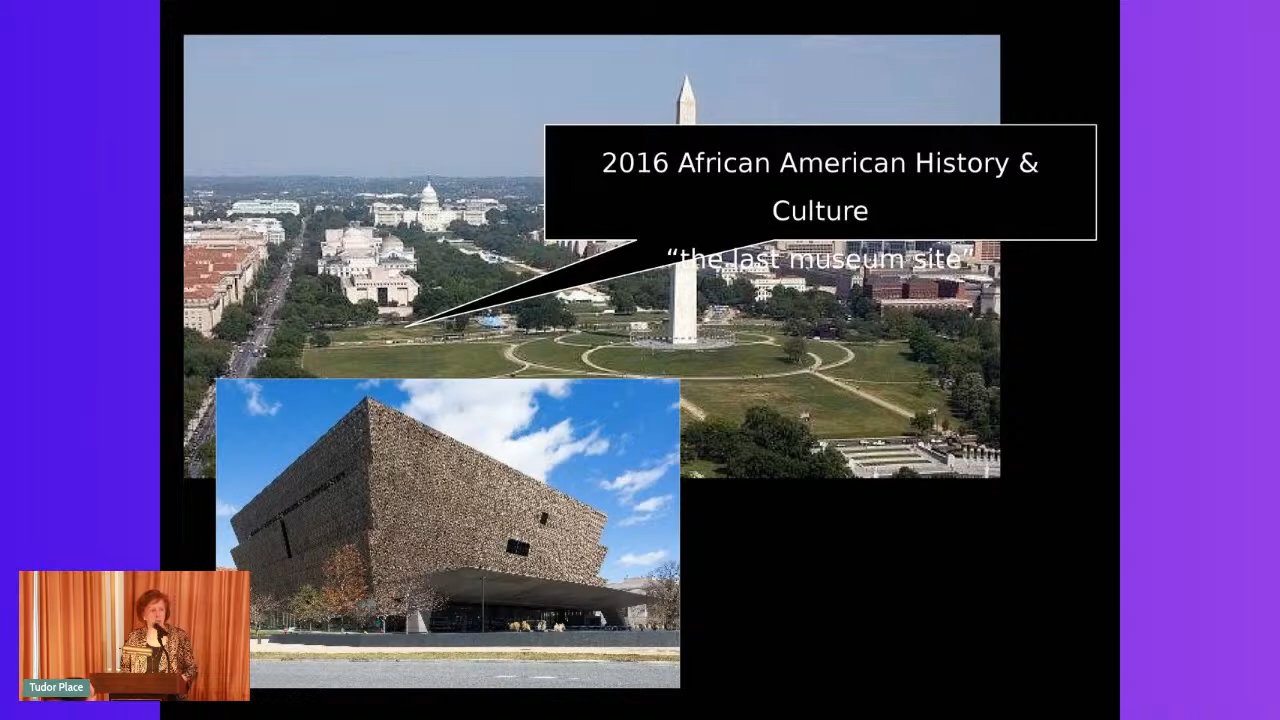 2016 African American History &
Culture
“the last museum site”
Tudor Place